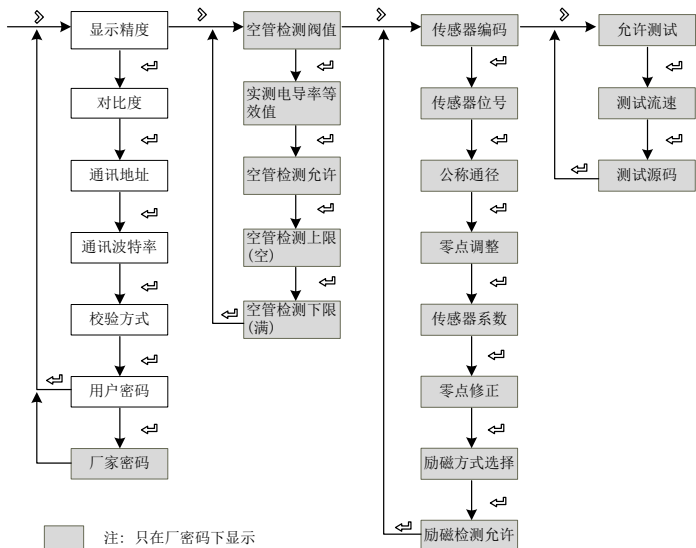 显示精度
对比度
通讯地址
通讯波特率
校验方式
用户密码
厂家密码
空管检测阀值
实测电导率等
效值
空管检测允许
空管检测上限
(空)
空管检测下限
(满)
传感器编码
传感器位号
公称通径
零点调整
传感器系数
零点修正
励磁方式选择
励磁检测允许
允许测试
测试流速
测试源码
注：只在厂密码下显示